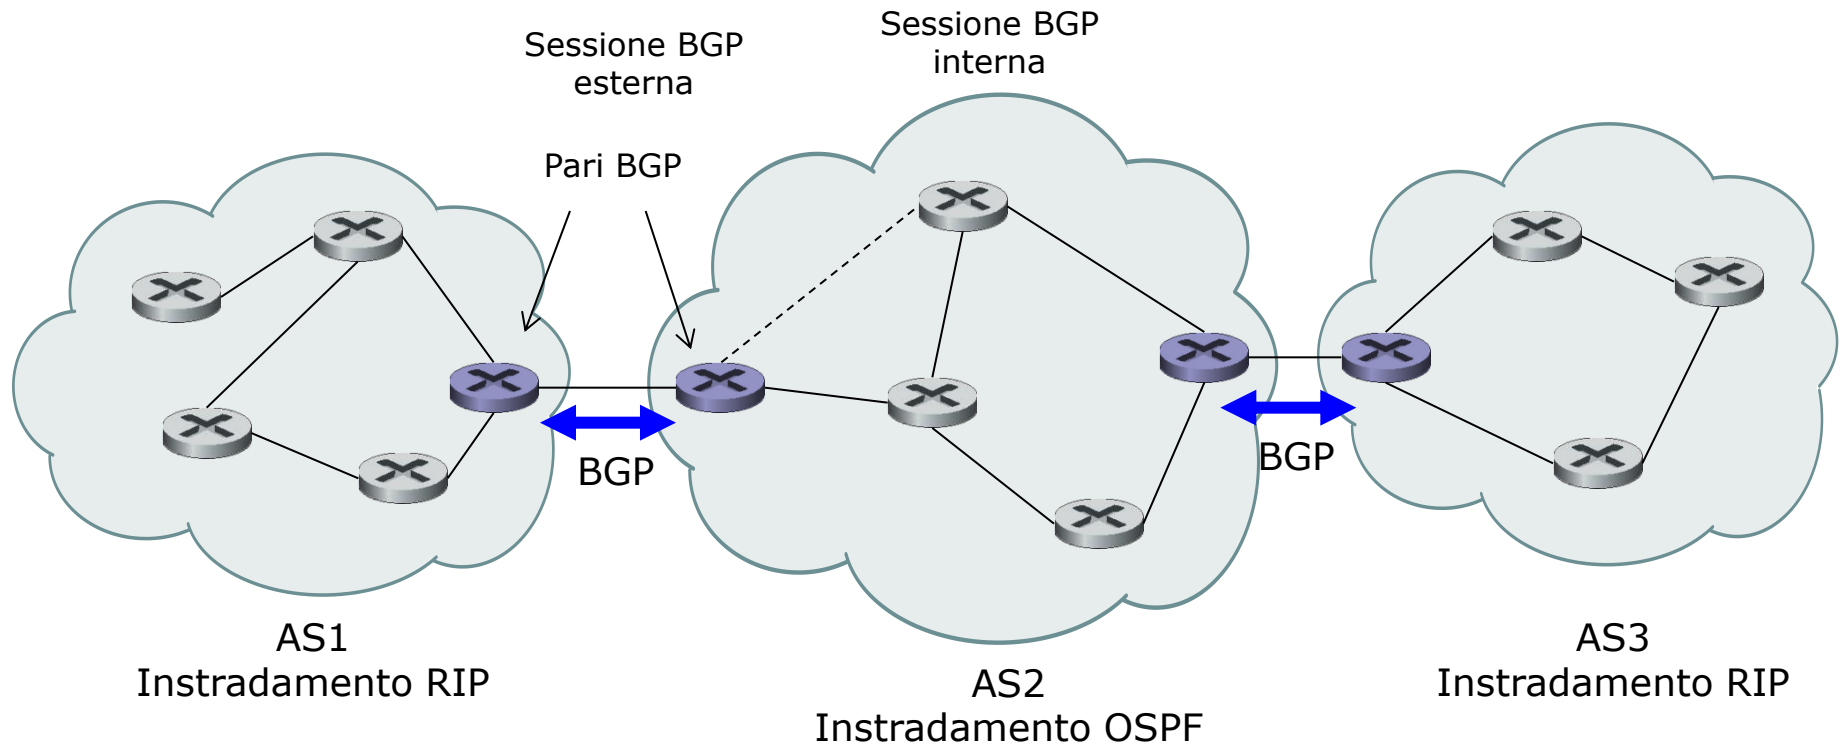 Sessione BGP
esterna
Sessione BGP
interna
Pari BGP
BGP
BGP
AS1
Instradamento RIP
AS2
Instradamento OSPF
AS3
Instradamento RIP